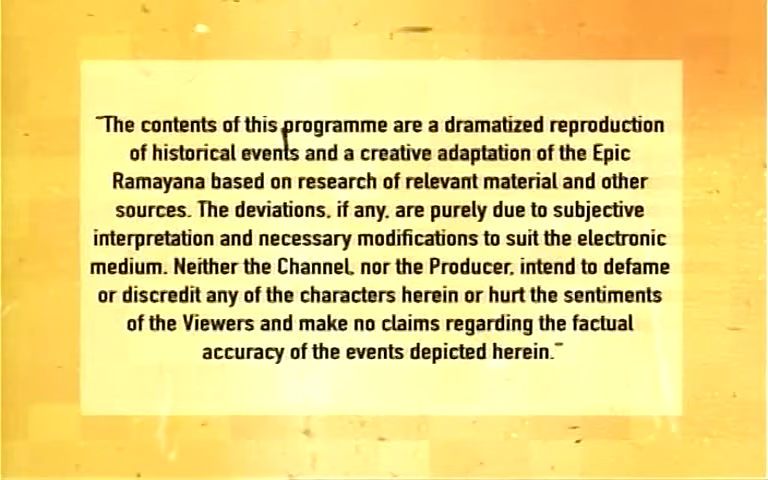 "The contents of this programme are a dramatized reproduction
of historical events and a creative adaptation of the Epic
Ramayana based on research of relevant material and other
sources. The deviations, if any, are purely due to subjective
interpretation and necessary modifications to suit the electronic
medium. Neither the Channel, nor the Producer, intend to defame
or discredit any of the characters herein or hurt the sentiments
of the Viewers and make no claims regarding the factual
accuracy of the events depicted herein."